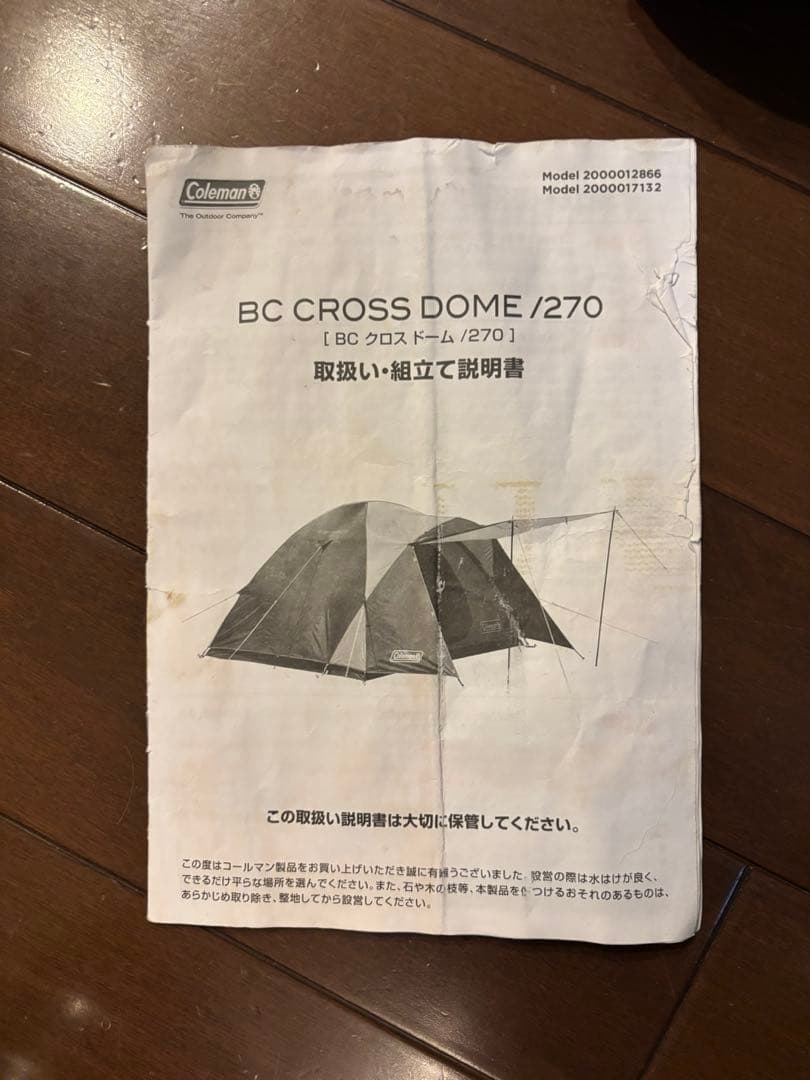 Coleman
The Outdoor Company™
Model 2000012866
Model 2000017132
BC CROSS DOME /270
[ BC クロスドーム /270 ]
取扱い・組立て説明書
Coleman
この取扱い説明書は大切に保管してください。
この度はコールマン製品をお買い上げいただき誠に有難うございました。設営の際は水はけが良く、
できるだけ平らな場所を選んでください。また、石や木の枝等、本製品を つけるおそれのあるものは、
あらかじめ取り除き、整地してから設営してください。